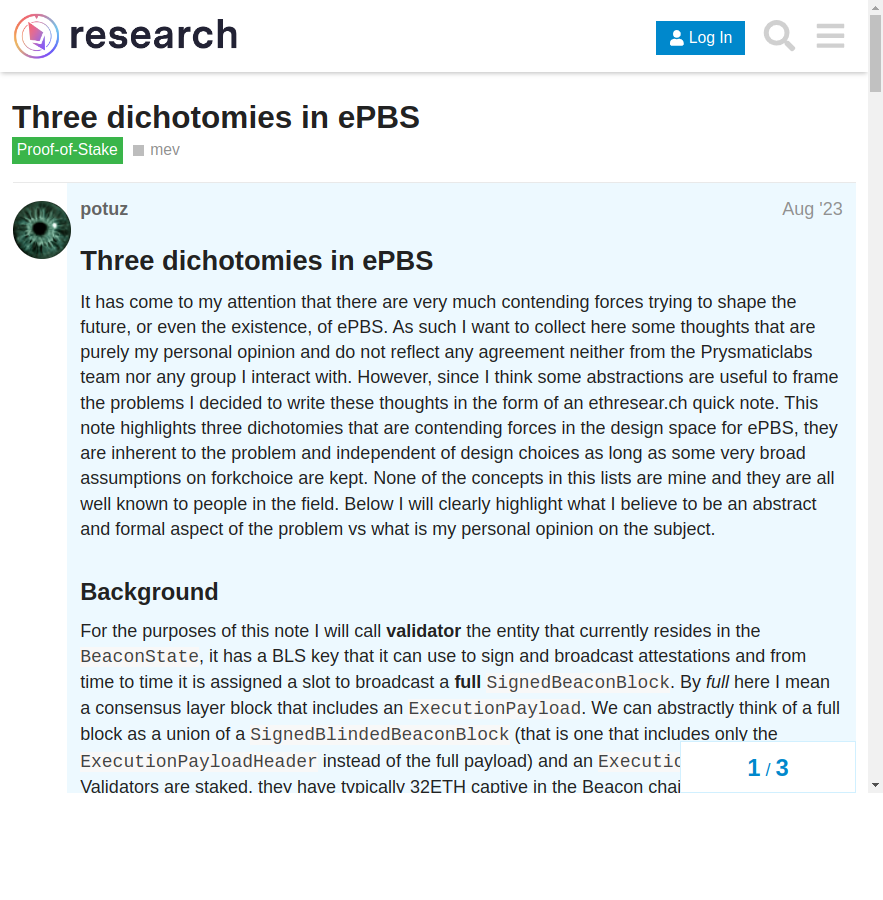 research
Log In
Three dichotomies in ePBS
Proof-of-Stake mev
potuz Aug '23
Three dichotomies in ePBS
It has come to my attention that there are very much contending forces trying to shape the
future, or even the existence, of ePBS. As such I want to collect here some thoughts that are
purely my personal opinion and do not reflect any agreement neither from the Prysmaticlabs
team nor any group I interact with. However, since I think some abstractions are useful to frame
the problems I decided to write these thoughts in the form of an ethresear.ch quick note. This
note highlights three dichotomies that are contending forces in the design space for ePBS, they
are inherent to the problem and independent of design choices as long as some very broad
assumptions on forkchoice are kept. None of the concepts in this lists are mine and they are all
well known to people in the field. Below I will clearly highlight what I believe to be an abstract
and formal aspect of the problem vs what is my personal opinion on the subject.
Background
For the purposes of this note I will call validator the entity that currently resides in the
BeaconState, it has a BLS key that it can use to sign and broadcast attestations and from
time to time it is assigned a slot to broadcast a full SignedBeaconBlock. By full here I mean
a consensus layer block that includes an ExecutionPayload. We can abstractly think of a full
block as a union of a SignedBlindedBeaconBlock (that is one that includes only the
ExecutionPayloadHeader instead of the full payload) and an
Validators are staked, they have typically 32ETH captive in the Beacon
1 / 3